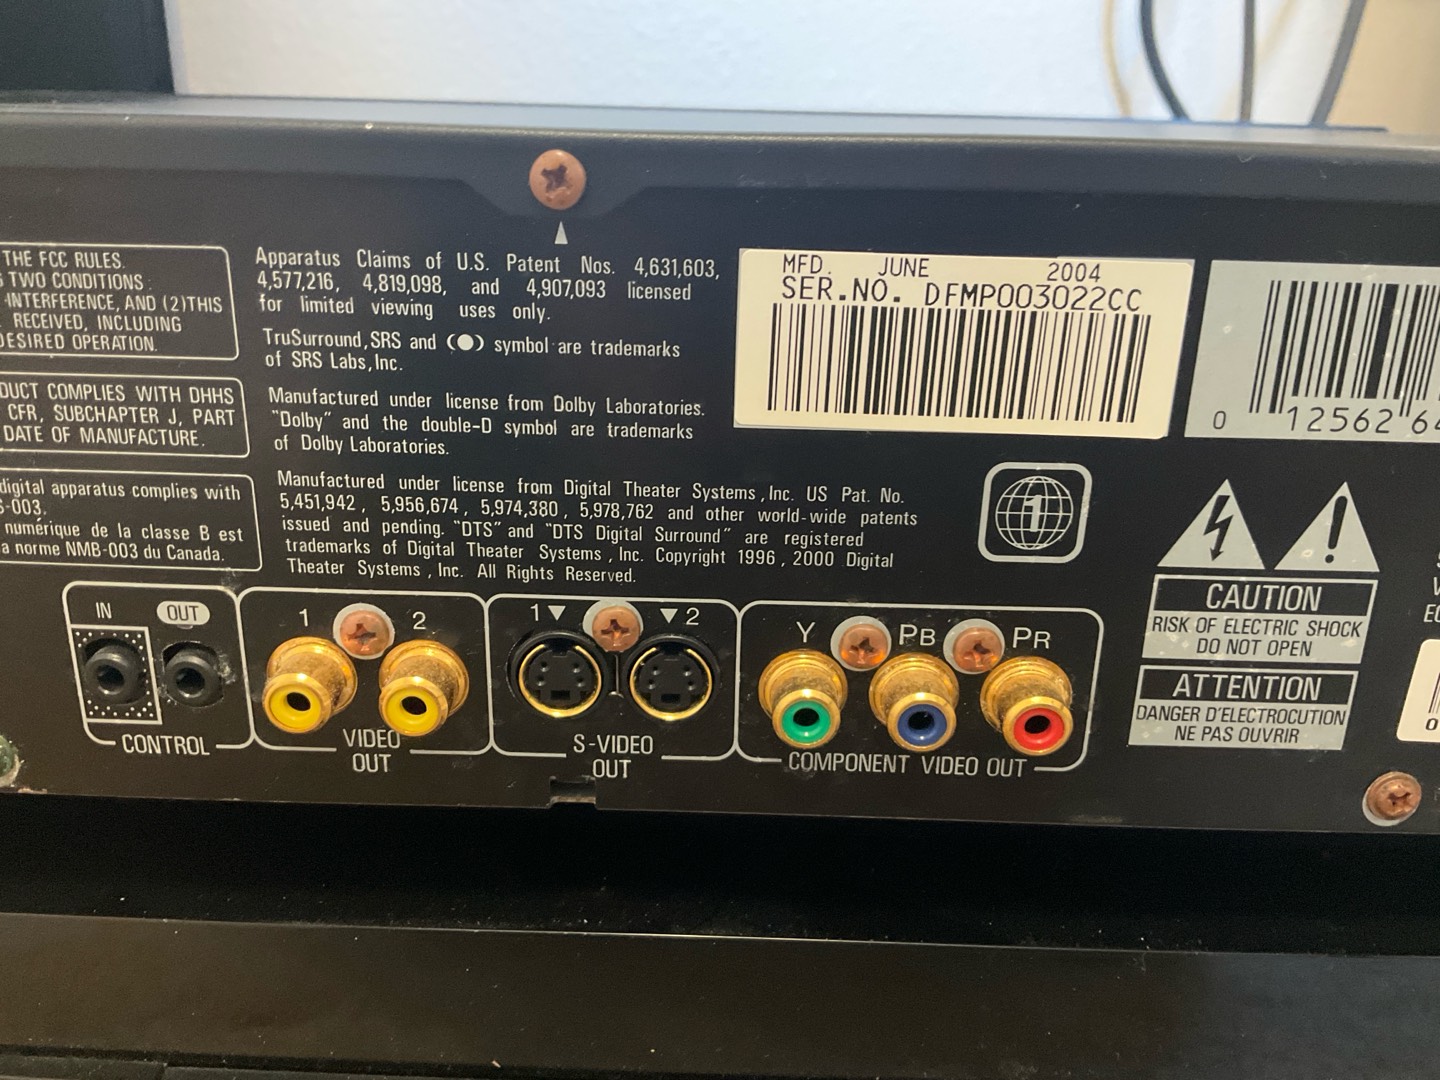 THE FCC RULES.
TWO CONDITIONS:
INTERFERENCE, AND (2)THIS
RECEIVED, INCLUDING
OPERATION.
COMPLIES WITH DHHS
CFR, SUBCHAPTER J, PART
DATE OF MANUFACTURE.
digital apparatus complies with
numérique de la classe B est
a norme NMB-003 du Canada.
Apparatus Claims of U.S. Patent Nos. 4,631,603,
4,577,216, 4,819,098, and 4,907,093 licensed
for limited viewing uses only.
TruSurround, SRS and (●) symbol are trademarks
of SRS Labs, Inc.
Manufactured under license from Dolby Laboratories.
"Dolby" and the double-D symbol are trademarks
of Dolby Laboratories.
Manufactured under license from Digital Theater Systems, Inc. US Pat. No.
5,451,942, 5,956,674, 5,974,380, 5,978,762 and other world-wide patents
issued and pending. "DTS" and "DTS Digital Surround" are registered
trademarks of Digital Theater Systems, Inc. Copyright 1996, 2000 Digital
Theater Systems, Inc. All Rights Reserved.
MFD. JUNE 2004
SER.NO. DFMP003022CC
0 12562 64
1
CAUTION
RISK OF ELECTRIC SHOCK
DO NOT OPEN
ATTENTION
DANGER D'ELECTROCUTION
NE PAS OUVRIR
IN OUT
CONTROL
1 2
VIDEO
OUT
1▼ ▼2
S-VIDEO
OUT
Y PB PR
COMPONENT VIDEO OUT